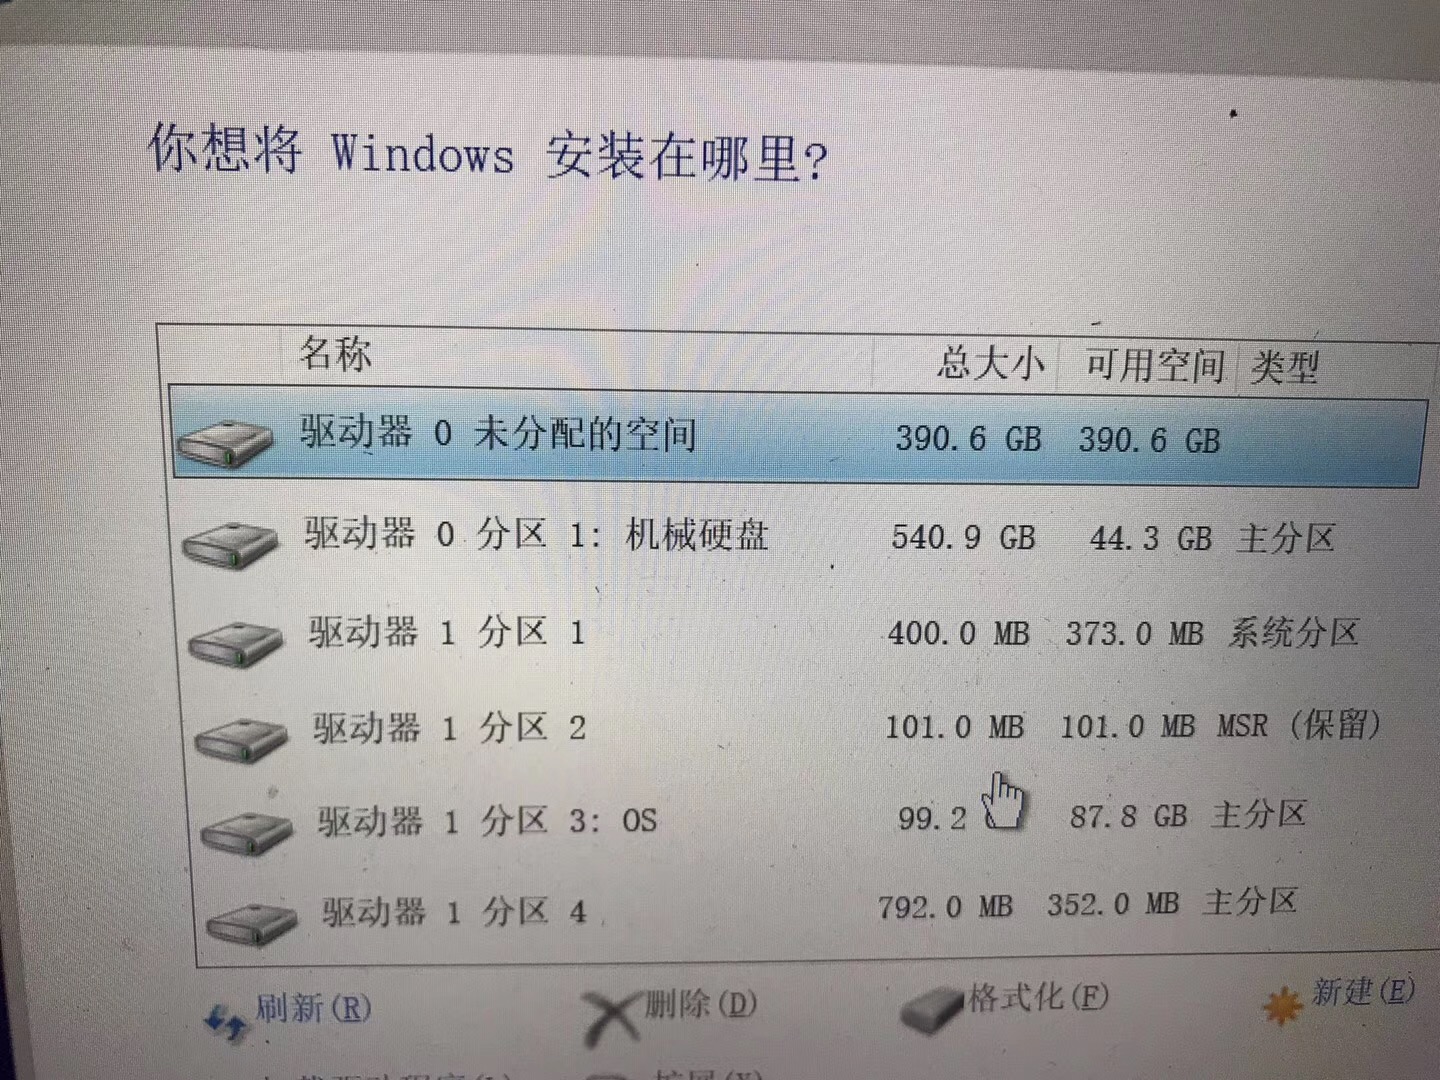 你想将 Windows 安装在哪里?
名称 总大小 可用空间 类型
驱动器 0 未分配的空间 390.6 GB 390.6 GB
驱动器 0 分区 1: 机械硬盘 540.9 GB 44.3 GB 主分区
驱动器 1 分区 1 400.0 MB 373.0 MB 系统分区
驱动器 1 分区 2 101.0 MB 101.0 MB MSR (保留)
驱动器 1 分区 3: OS 99.2 87.8 GB 主分区
驱动器 1 分区 4 792.0 MB 352.0 MB 主分区
刷新(R) 删除(D) 格式化(F) 新建(E)